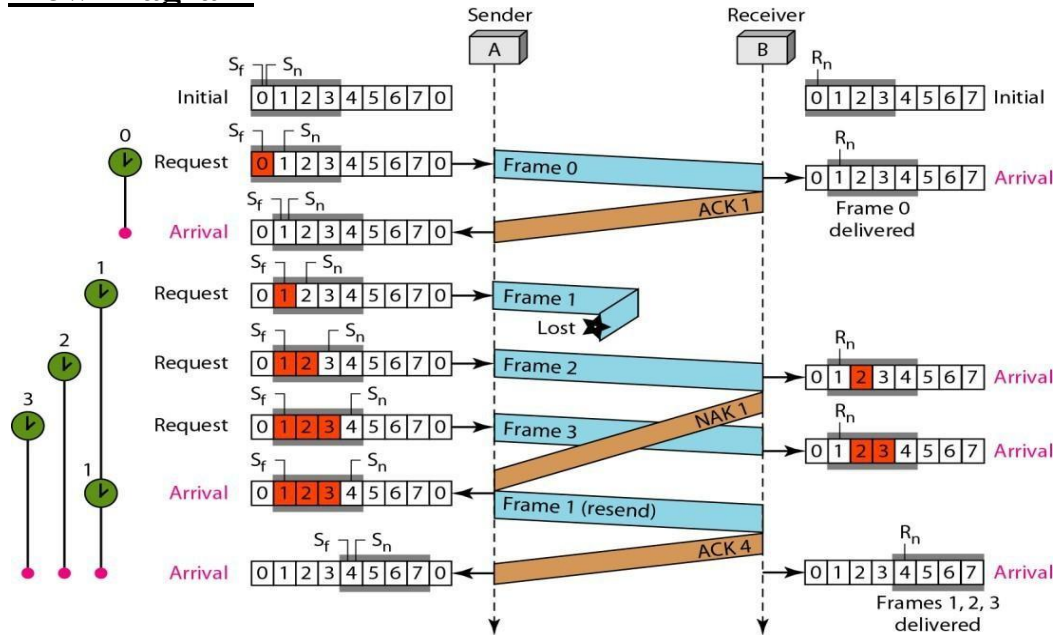 Sender
Receiver
A
B
Sf Sn
Rn
Initial
0 1 2 3 4 5 6 7 0
0 1 2 3 4 5 6 7
Initial
0
Sf Sn
Request
0 1 2 3 4 5 6 7 0
Frame 0
Rn
0 1 2 3 4 5 6 7
Arrival
Frame 0
delivered
Sf Sn
Arrival
0 1 2 3 4 5 6 7 0
ACK 1
1
Sf Sn
Request
0 1 2 3 4 5 6 7 0
Frame 1
Lost
2
Sf Sn
Request
0 1 2 3 4 5 6 7 0
Frame 2
Rn
0 1 2 3 4 5 6 7
Arrival
NAK 1
3
Sf Sn
Request
0 1 2 3 4 5 6 7 0
Frame 3
Rn
0 1 2 3 4 5 6 7
Arrival
1
Sf Sn
Arrival
0 1 2 3 4 5 6 7 0
Frame 1 (resend)
Sf Sn
Arrival
0 1 2 3 4 5 6 7 0
ACK 4
Rn
0 1 2 3 4 5 6 7
Arrival
Frames 1, 2, 3
delivered